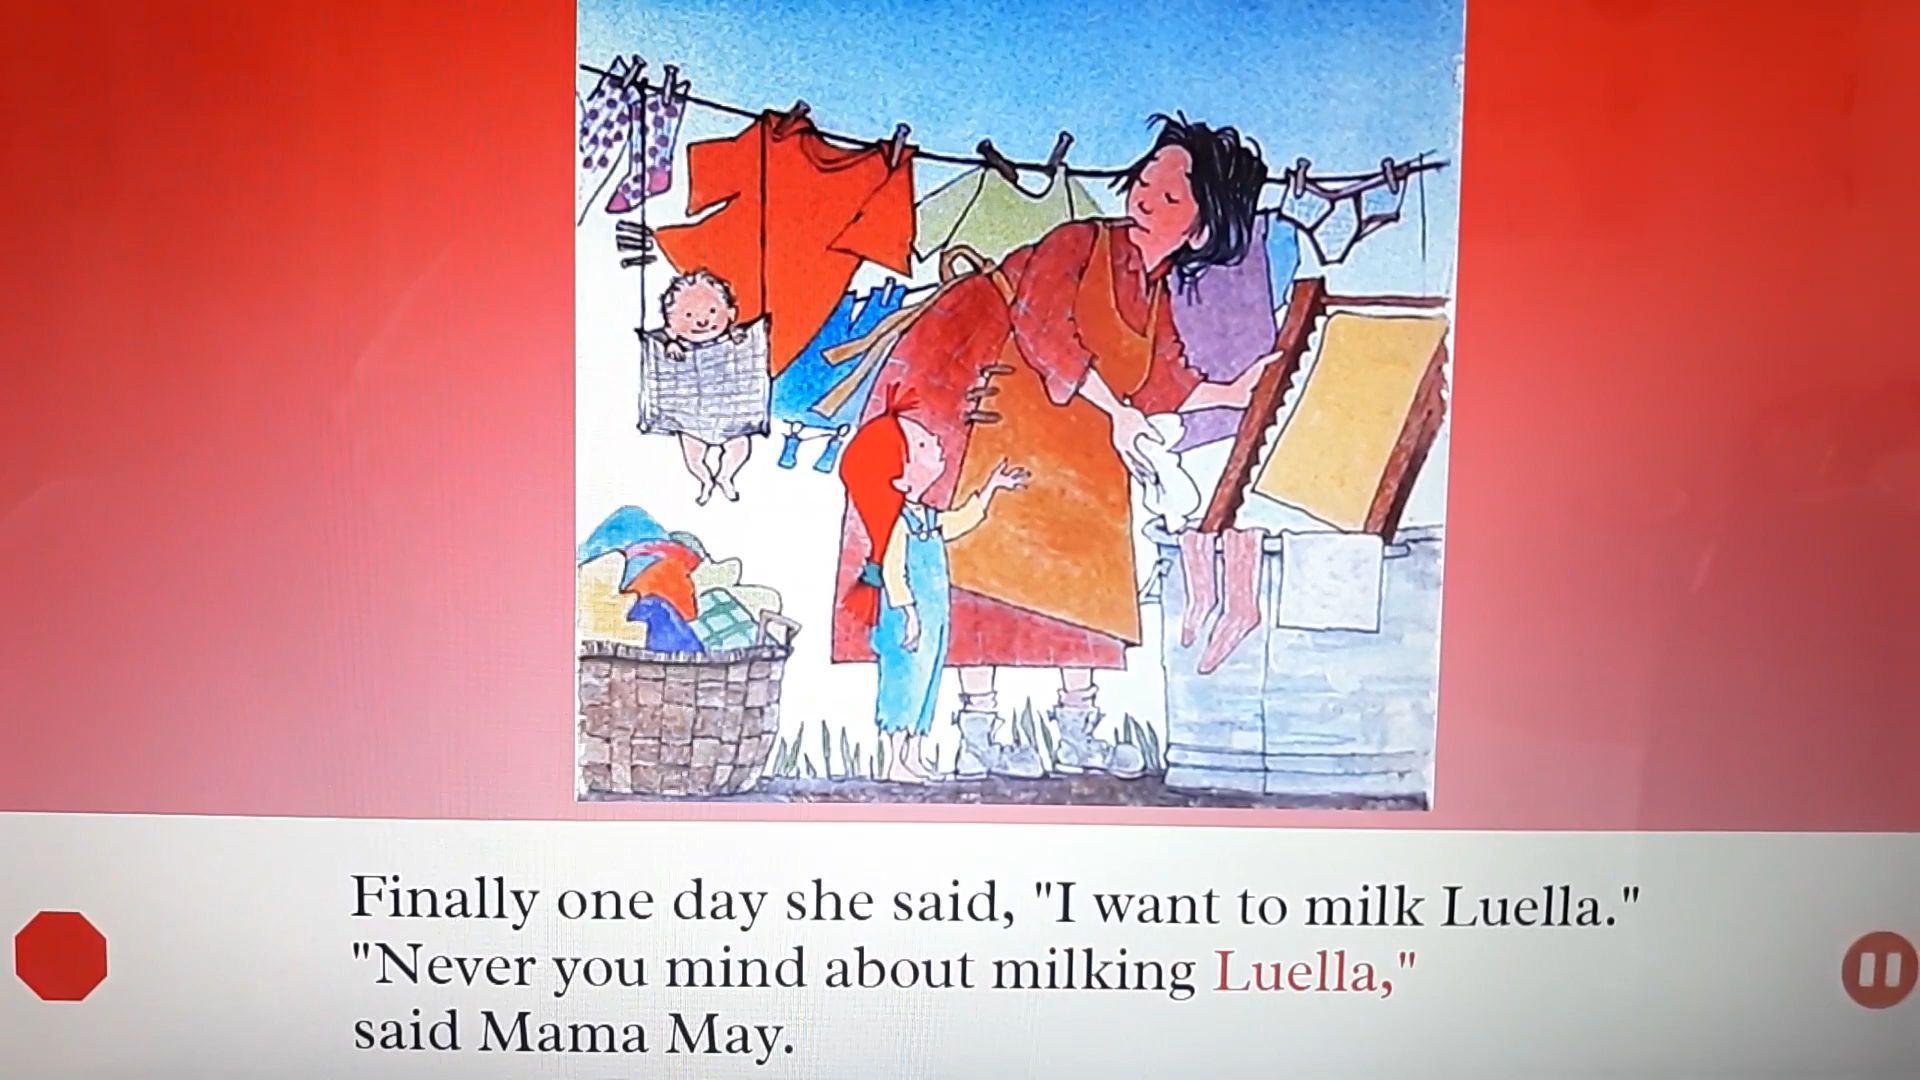 Finally one day she said, "I want to milk Luella."
"Never you mind about milking Luella,"
said Mama May.